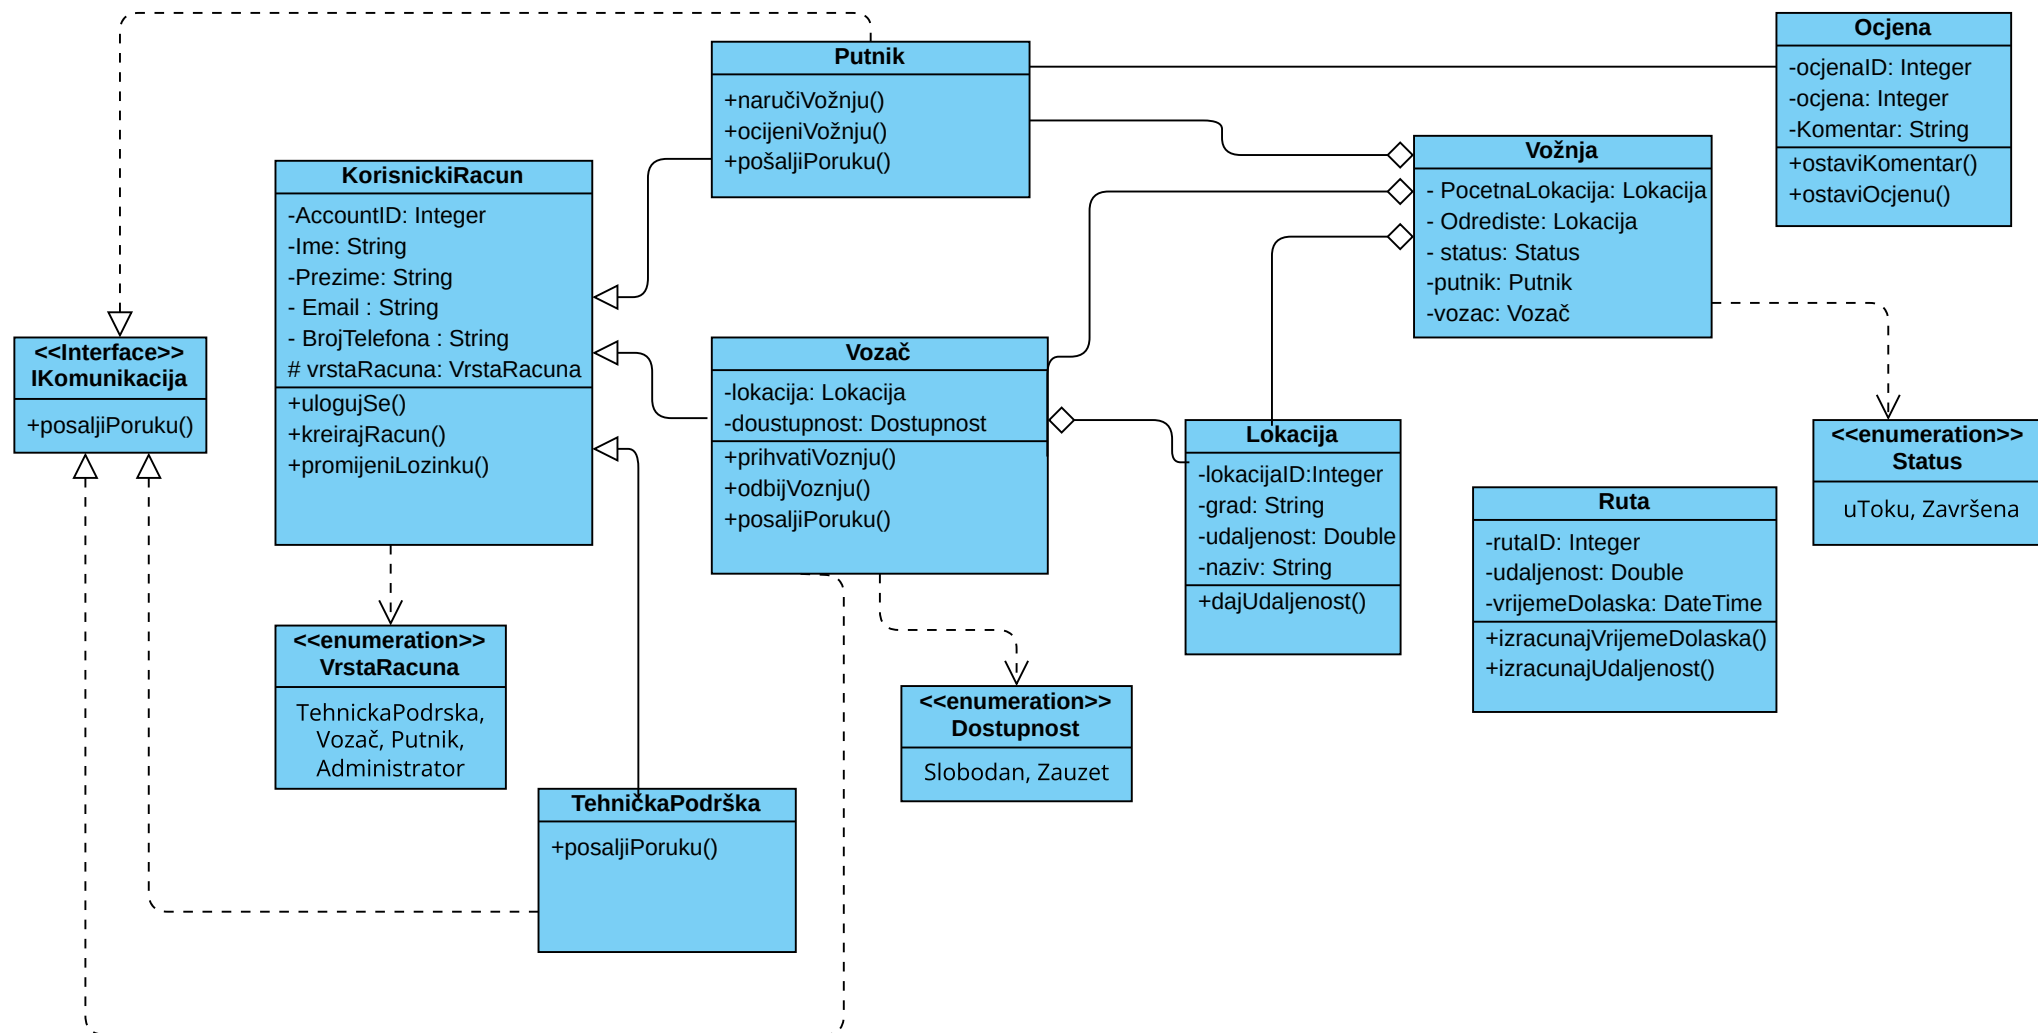 Putnik
+naručiVožnju()
+ocijeniVožnju()
+pošaljiPoruku()
Ocjena
-ocjenaID: Integer
-ocjena: Integer
-Komentar: String
+ostaviKomentar()
+ostaviOcjenu()
Vožnja
- PocetnaLokacija: Lokacija
- Odrediste: Lokacija
- status: Status
-putnik: Putnik
-vozac: Vozač
KorisnickiRacun
-AccountID: Integer
-Ime: String
-Prezime: String
- Email : String
- BrojTelefona : String
# vrstaRacuna: VrstaRacuna
+ulogujSe()
+kreirajRacun()
+promijeniLozinku()
<<Interface>>
IKomunikacija
+posaljiPoruku()
Vozač
-lokacija: Lokacija
-doustupnost: Dostupnost
+prihvatiVoznju()
+odbijVoznju()
+posaljiPoruku()
Lokacija
-lokacijaID:Integer
-grad: String
-udaljenost: Double
-naziv: String
+dajUdaljenost()
<<enumeration>>
Status
uToku, Završena
Ruta
-rutaID: Integer
-udaljenost: Double
-vrijemeDolaska: DateTime
+izracunajVrijemeDolaska()
+izracunajUdaljenost()
<<enumeration>>
VrstaRacuna
TehnickaPodrska,
Vozač, Putnik,
Administrator
<<enumeration>>
Dostupnost
Slobodan, Zauzet
TehničkaPodrška
+posaljiPoruku()